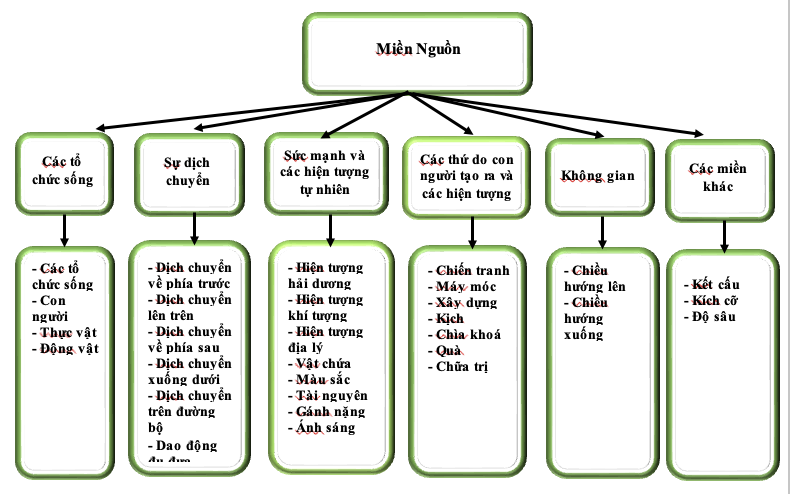 Miền Nguồn
Các tổ
chức sống
Sự dịch
chuyển
Sức mạnh và
các hiện tượng
tự nhiên
Các thứ do con
người tạo ra và
các hiện tượng
Không gian
Các miền
khác
- Các tổ
chức sống
- Con
người
- Thực vật
- Động vật
- Dịch chuyển
về phía trước
- Dịch chuyển
lên trên
- Dịch chuyển
về phía sau
- Dịch chuyển
xuống dưới
- Dịch chuyển
trên đường
bộ
- Dao động
- Hiện tượng
hải dương
- Hiện tượng
khí tượng
- Hiện tượng
địa lý
- Vật chứa
- Màu sắc
- Tài nguyên
- Gánh nặng
- Ánh sáng
- Chiến tranh
- Máy móc
- Xây dựng
- Kịch
- Chìa khoá
- Quà
- Chữa trị
- Chiều
hướng lên
- Chiều
hướng
xuống
- Kết cấu
- Kích cỡ
- Độ sâu